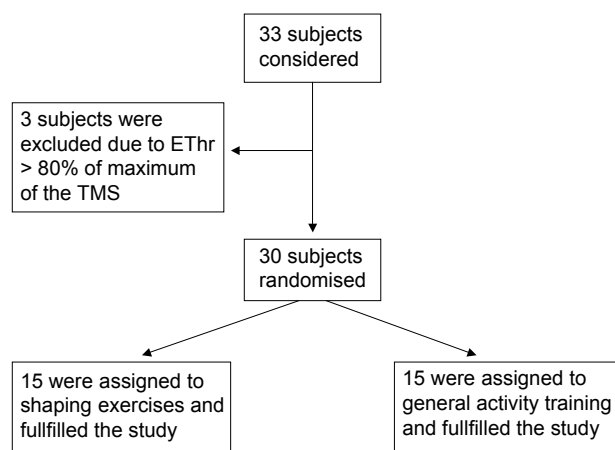 33 subjects
considered
3 subjects were
excluded due to EThr
> 80% of maximum
of the TMS
30 subjects
randomised
15 were assigned to
shaping exercises and
fullfilled the study
15 were assigned to
general activity training
and fullfilled the study